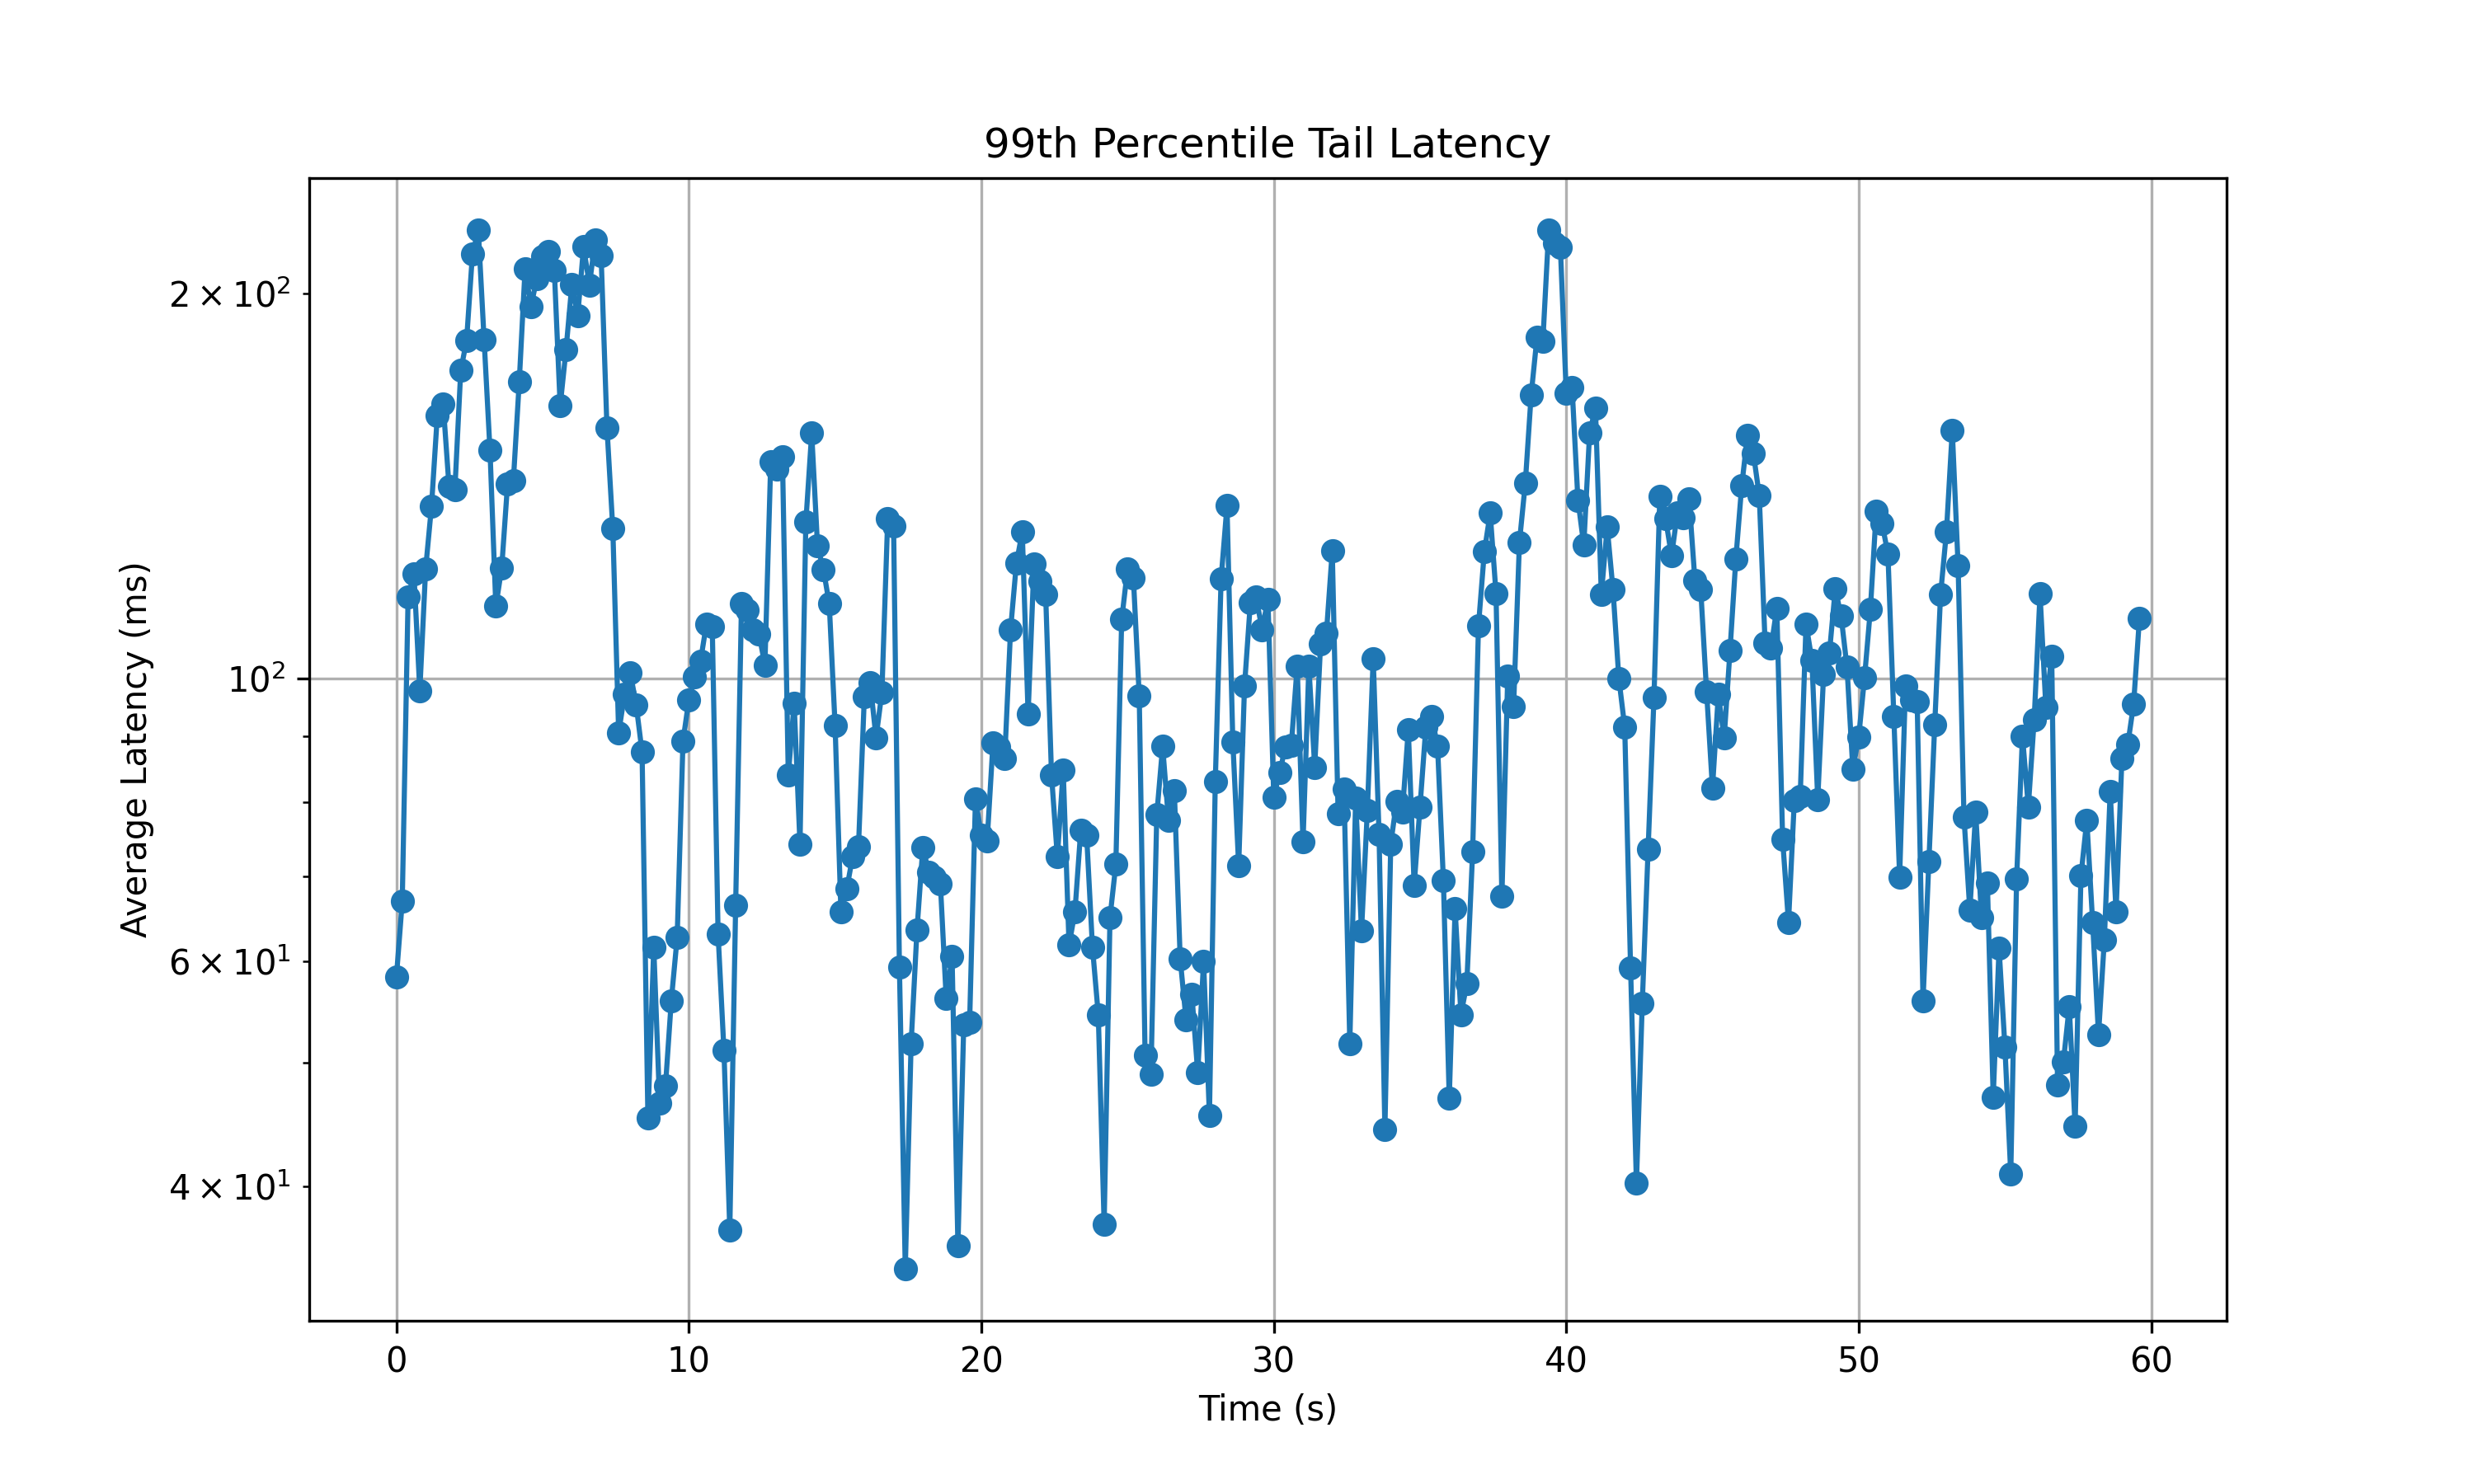 99th Percentile Tail Latency
Average Latency (ms)
2 × 10²
10²
6 × 10¹
4 × 10¹
0 10 20 30 40 50 60
Time (s)